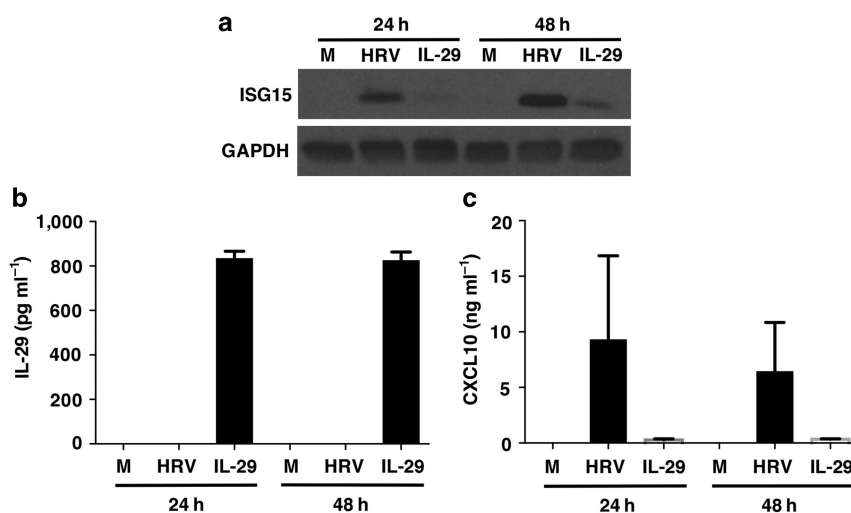 a
24 h 48 h
M HRV IL-29 M HRV IL-29
ISG15
GAPDH
b
1,000
800
600
400
200
0
IL-29 (pg ml⁻¹)
M HRV IL-29 M HRV IL-29
24 h 48 h
c
20
15
10
5
0
CXCL10 (ng ml⁻¹)
M HRV IL-29 M HRV IL-29
24 h 48 h